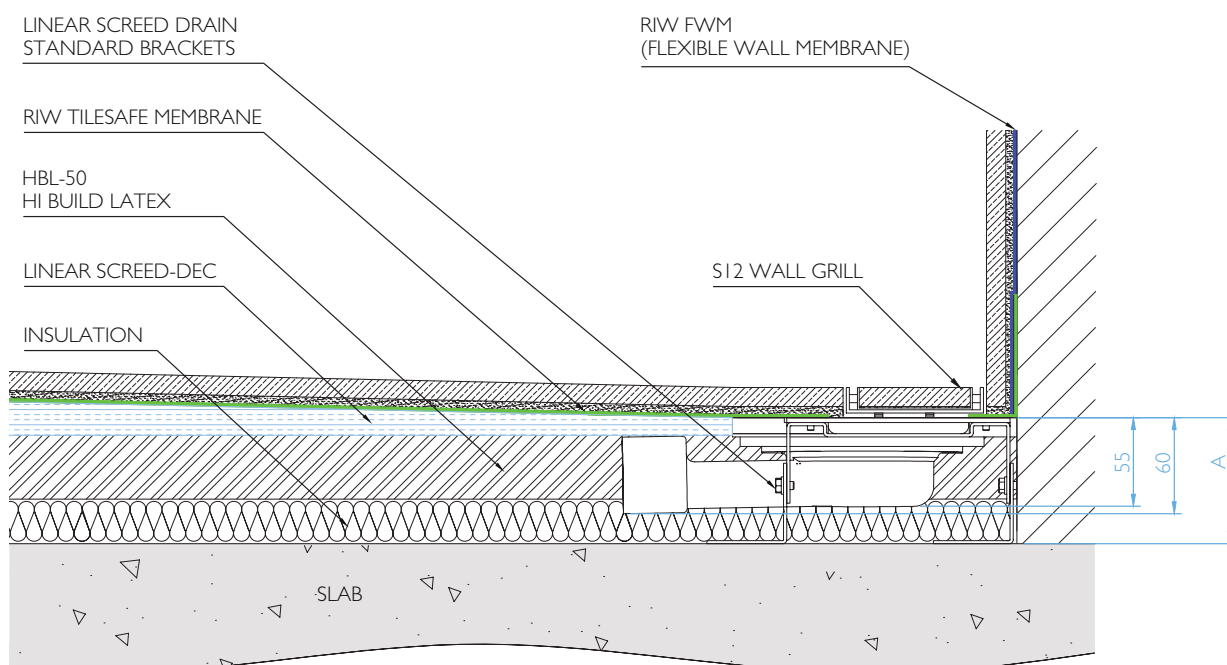 LINEAR SCREED DRAIN
STANDARD BRACKETS
RIW FWM
(FLEXIBLE WALL MEMBRANE)
RIW TILESAFE MEMBRANE
HBL-50
HI BUILD LATEX
LINEAR SCREED-DEC
S12 WALL GRILL
INSULATION
55
60
A
SLAB